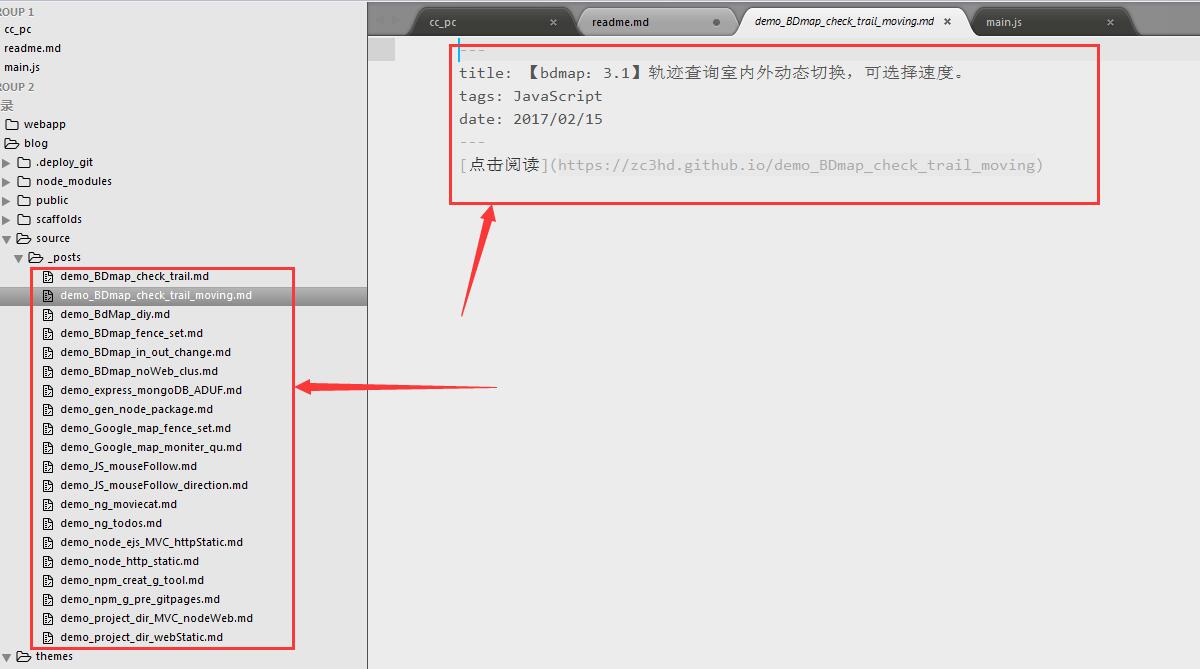 OUP 1
cc_pc
readme.md
main.js
OUP 2
录
webapp
blog
.deploy_git
node_modules
public
scaffolds
source
_posts
demo_BDmap_check_trail.md
demo_BDmap_check_trail_moving.md
demo_BdMap_diy.md
demo_BDmap_fence_set.md
demo_BDmap_in_out_change.md
demo_BDmap_noWeb_clus.md
demo_express_mongoDB_ADUF.md
demo_gen_node_package.md
demo_Google_map_fence_set.md
demo_Google_map_moniter_qu.md
demo_JS_mouseFollow.md
demo_JS_mouseFollow_direction.md
demo_ng_moviecat.md
demo_ng_todos.md
demo_node_ejs_MVC_httpStatic.md
demo_node_http_static.md
demo_npm_creat_g_tool.md
demo_npm_g_pre_gitpages.md
demo_project_dir_MVC_nodeWeb.md
demo_project_dir_webStatic.md
themes
cc_pc
readme.md
demo_BDmap_check_trail_moving.md
main.js
---
title: 【bdmap: 3.1】轨迹查询室内外动态切换，可选择速度。
tags: JavaScript
date: 2017/02/15
---
[点击阅读](https://zc3hd.github.io/demo_BDmap_check_trail_moving)